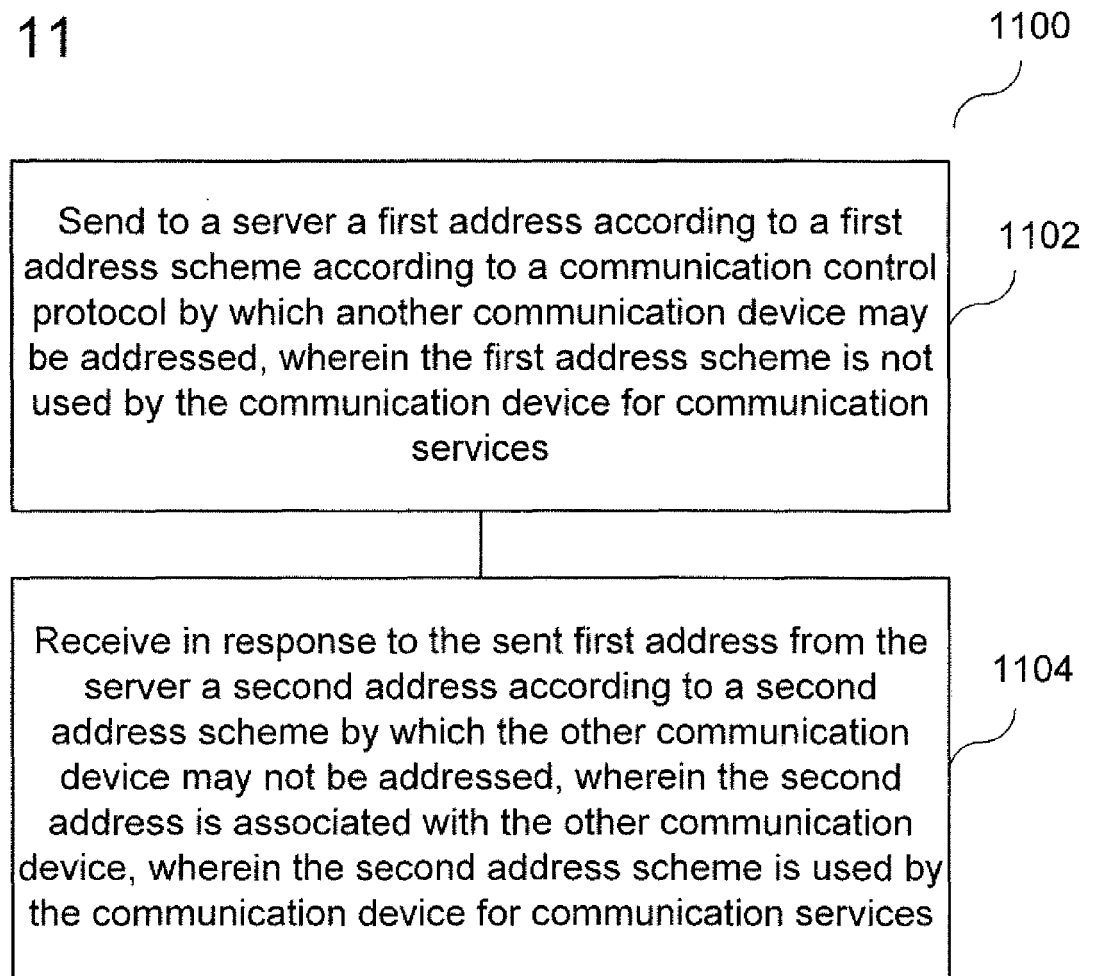 11
1100
Send to a server a first address according to a first
address scheme according to a communication control
protocol by which another communication device may
be addressed, wherein the first address scheme is not
used by the communication device for communication
services
1102
Receive in response to the sent first address from the
server a second address according to a second
address scheme by which the other communication
device may not be addressed, wherein the second
address is associated with the other communication
device, wherein the second address scheme is used by
the communication device for communication services
1104